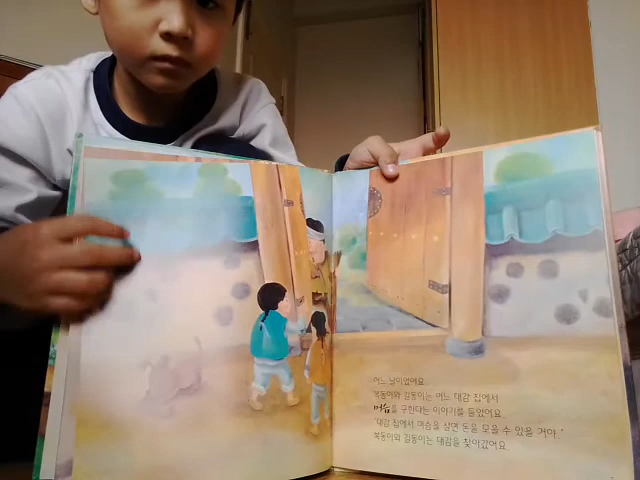 어느 날이었어요.
복동이와 길동이는 어느 대감 집에서
머슴을 구한다는 이야기를 들었어요.
"대감 집에서 머슴을 살면 돈을 모을 수 있을 거야."
복동이와 길동이는 대감을 찾아갔어요.